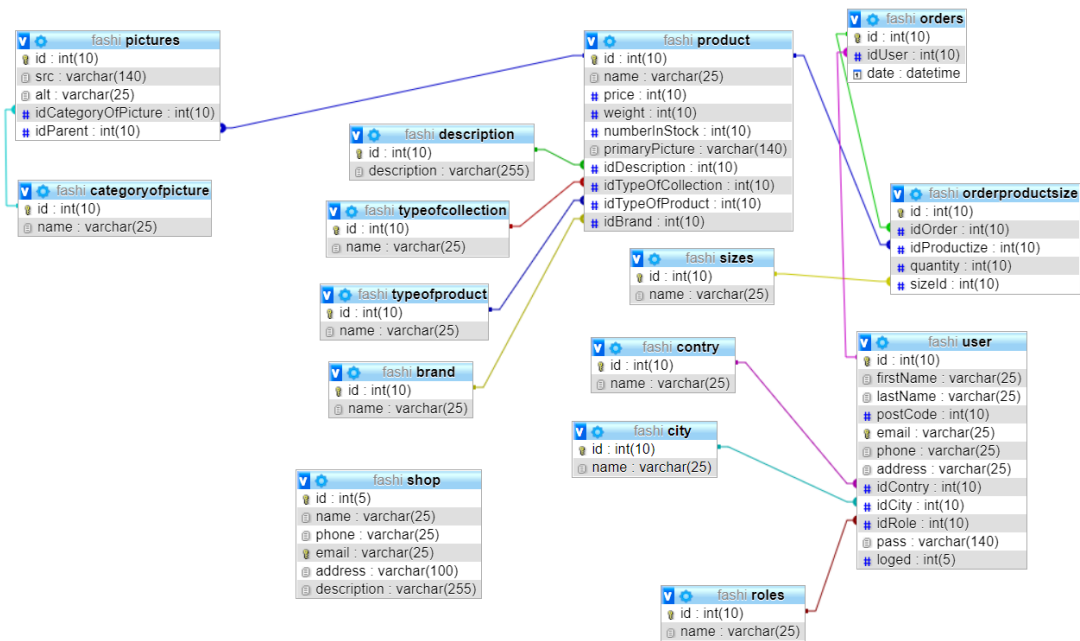 fashi pictures
id : int(10)
src : varchar(140)
alt : varchar(25)
idCategoryOfPicture : int(10)
idParent : int(10)
fashi categoryofpicture
id : int(10)
name : varchar(25)
fashi description
id : int(10)
description : varchar(255)
fashi typeofcollection
id : int(10)
name : varchar(25)
fashi typeofproduct
id : int(10)
name : varchar(25)
fashi brand
id : int(10)
name : varchar(25)
fashi shop
id : int(5)
name : varchar(25)
phone : varchar(25)
email : varchar(25)
address : varchar(100)
description : varchar(255)
fashi product
id : int(10)
name : varchar(25)
price : int(10)
weight : int(10)
numberInStock : int(10)
primaryPicture : varchar(140)
idDescription : int(10)
idTypeOfCollection : int(10)
idTypeOfProduct : int(10)
idBrand : int(10)
fashi sizes
id : int(10)
name : varchar(25)
fashi contry
id : int(10)
name : varchar(25)
fashi city
id : int(10)
name : varchar(25)
fashi roles
id : int(10)
name : varchar(25)
fashi orders
id : int(10)
idUser : int(10)
date : datetime
fashi orderproductsize
id : int(10)
idOrder : int(10)
idProductize : int(10)
quantity : int(10)
sizeId : int(10)
fashi user
id : int(10)
firstName : varchar(25)
lastName : varchar(25)
postCode : int(10)
email : varchar(25)
phone : varchar(25)
address : varchar(25)
idContry : int(10)
idCity : int(10)
idRole : int(10)
pass : varchar(140)
loged : int(5)